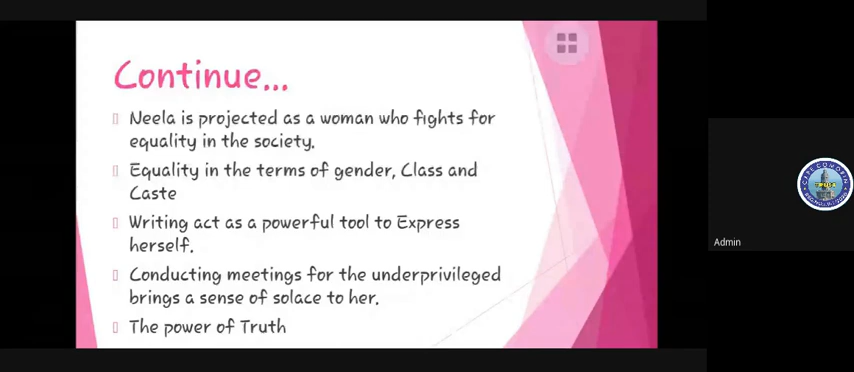 Continue...
Neela is projected as a woman who fights for
equality in the society.
Equality in the terms of gender, Class and
Caste
Writing act as a powerful tool to Express
herself.
Conducting meetings for the underprivileged
brings a sense of solace to her.
The power of Truth
Admin